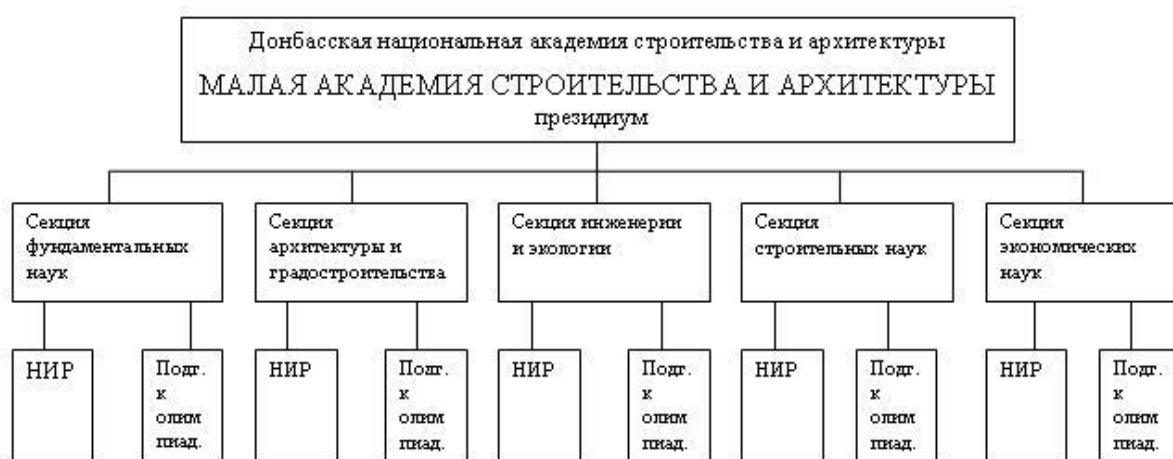 Донбасская национальная академия строительства и архитектуры
МАЛАЯ АКАДЕМИЯ СТРОИТЕЛЬСТВА И АРХИТЕКТУРЫ
президиум
Секция
фундаментальных
наук
Секция
архитектуры и
градостроительства
Секция инженерии
и экологии
Секция
строительных наук
Секция
экономических
наук
НИР
Подг.
к
олим
пиад.
НИР
Подг.
к
олим
пиад.
НИР
Подг.
к
олим
пиад.
НИР
Подг.
к
олим
пиад.
НИР
Подг.
к
олим
пиад.